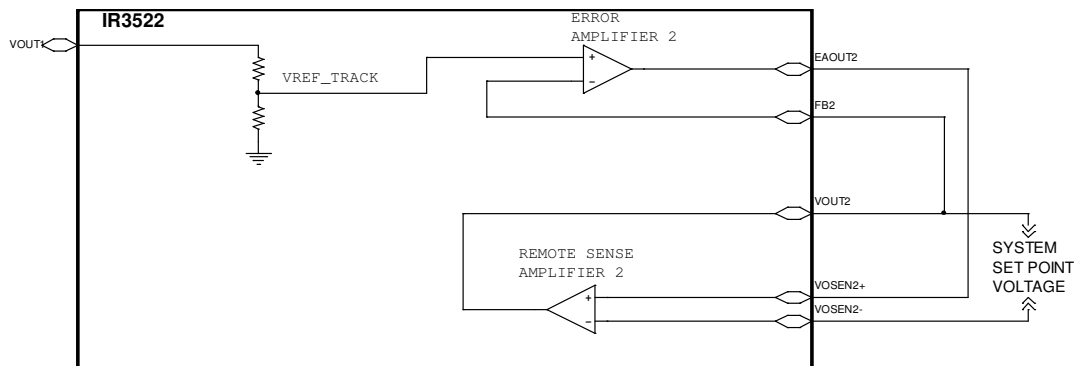 IR3522
ERROR
AMPLIFIER 2
VOUT1
VREF_TRACK
+
−
EAOUT2
FB2
VOUT2
REMOTE SENSE
AMPLIFIER 2
+
−
VOSEN2+
VOSEN2-
SYSTEM
SET POINT
VOLTAGE